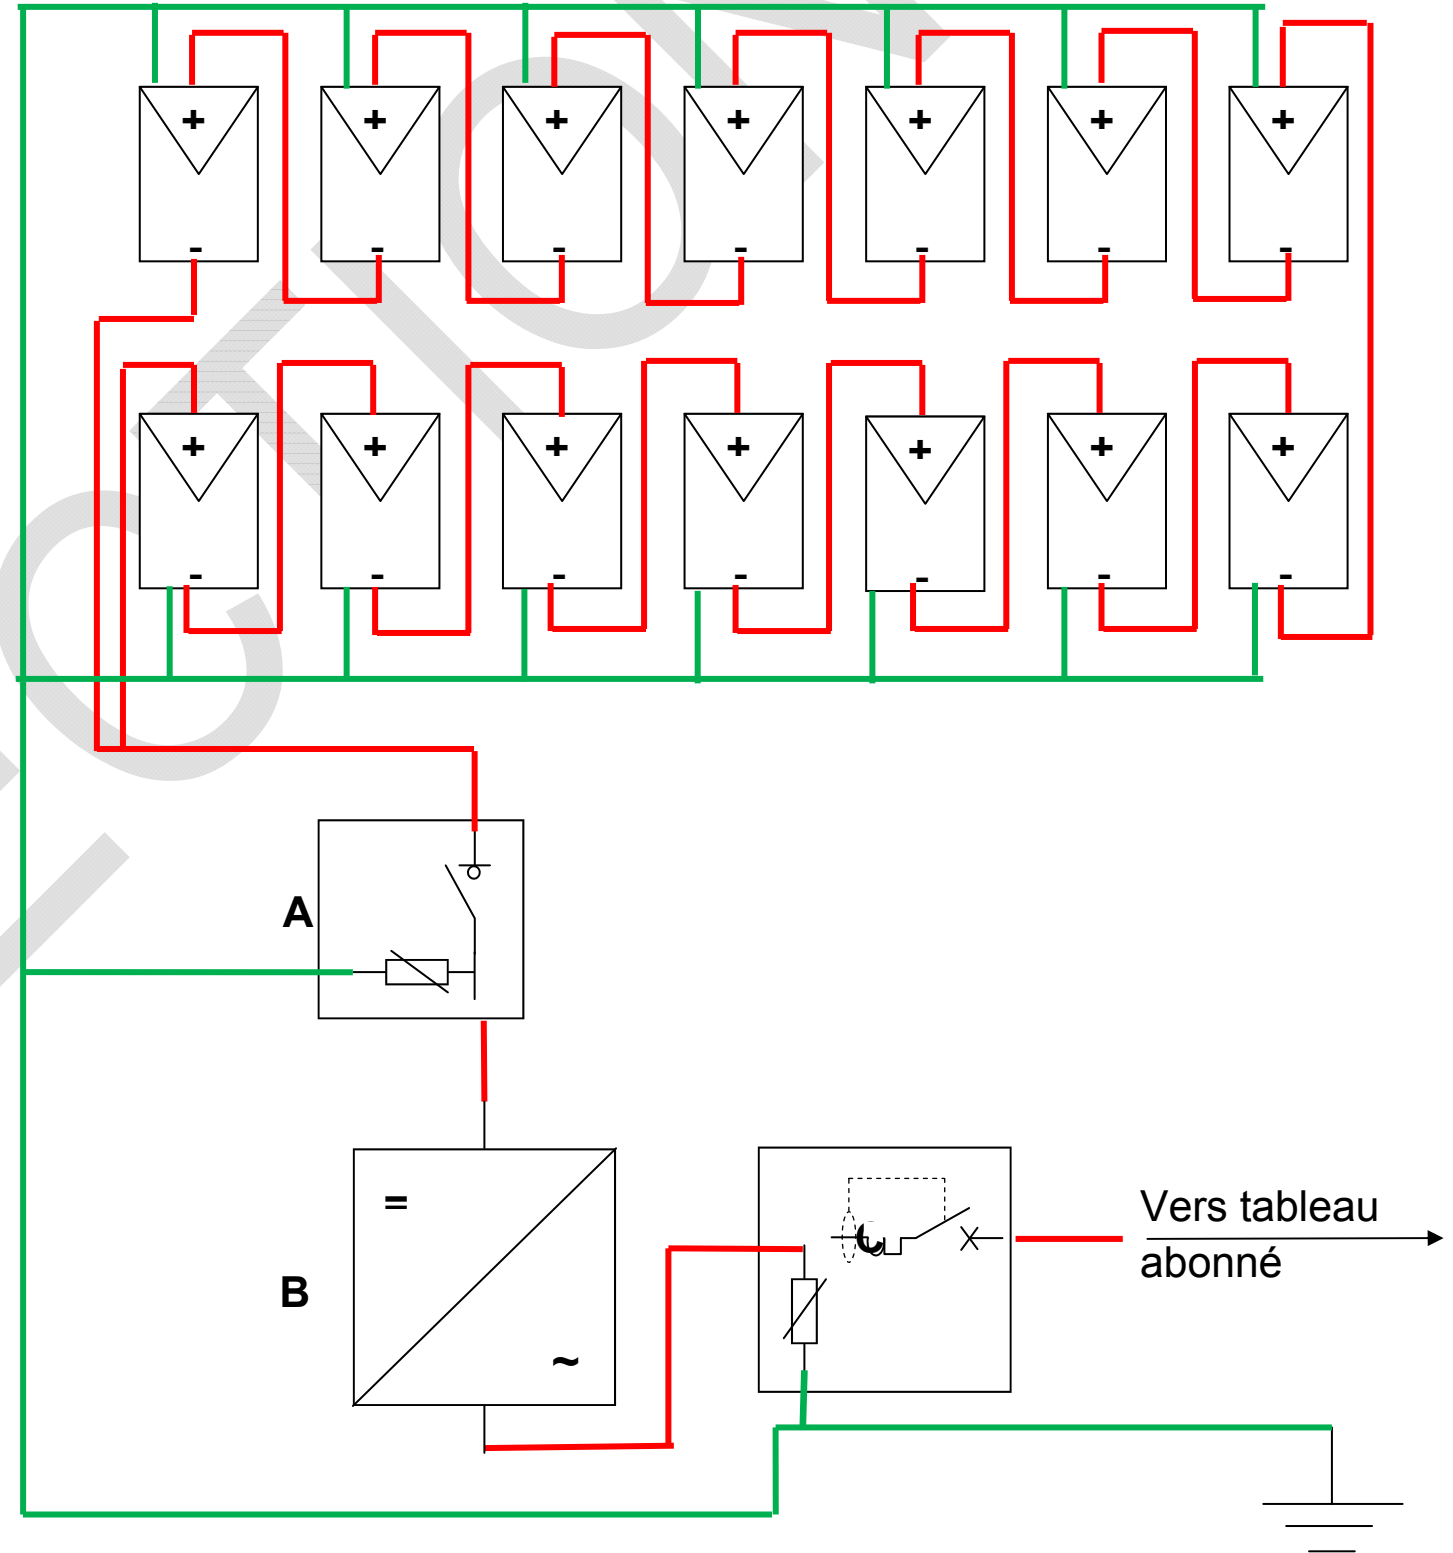 + + + + + + +
- - - - - - -
+ + + + + + +
- - - - - - -
A
=
B
~
C
Vers tableau
abonné